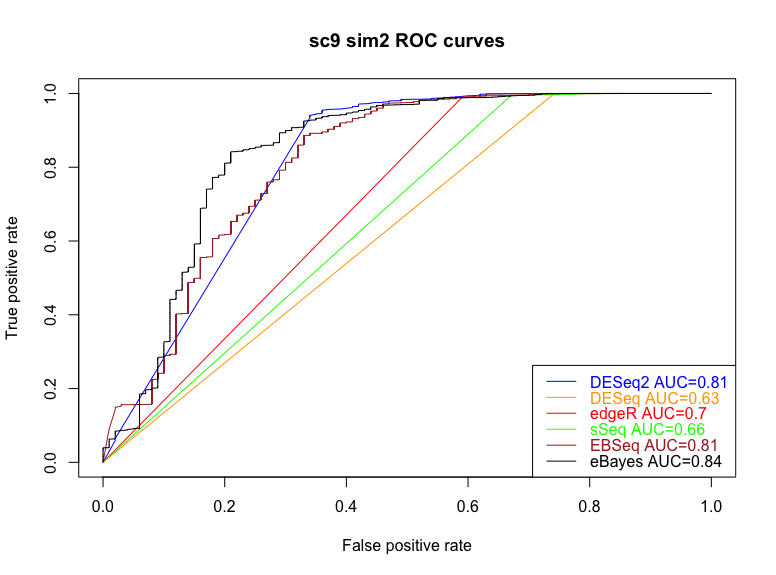 sc9 sim2 ROC curves
True positive rate
1.0
0.8
0.6
0.4
0.2
0.0
DESeq2 AUC=0.81
DESeq AUC=0.63
edgeR AUC=0.7
sSeq AUC=0.66
EBSeq AUC=0.81
eBayes AUC=0.84
0.0 0.2 0.4 0.6 0.8 1.0
False positive rate